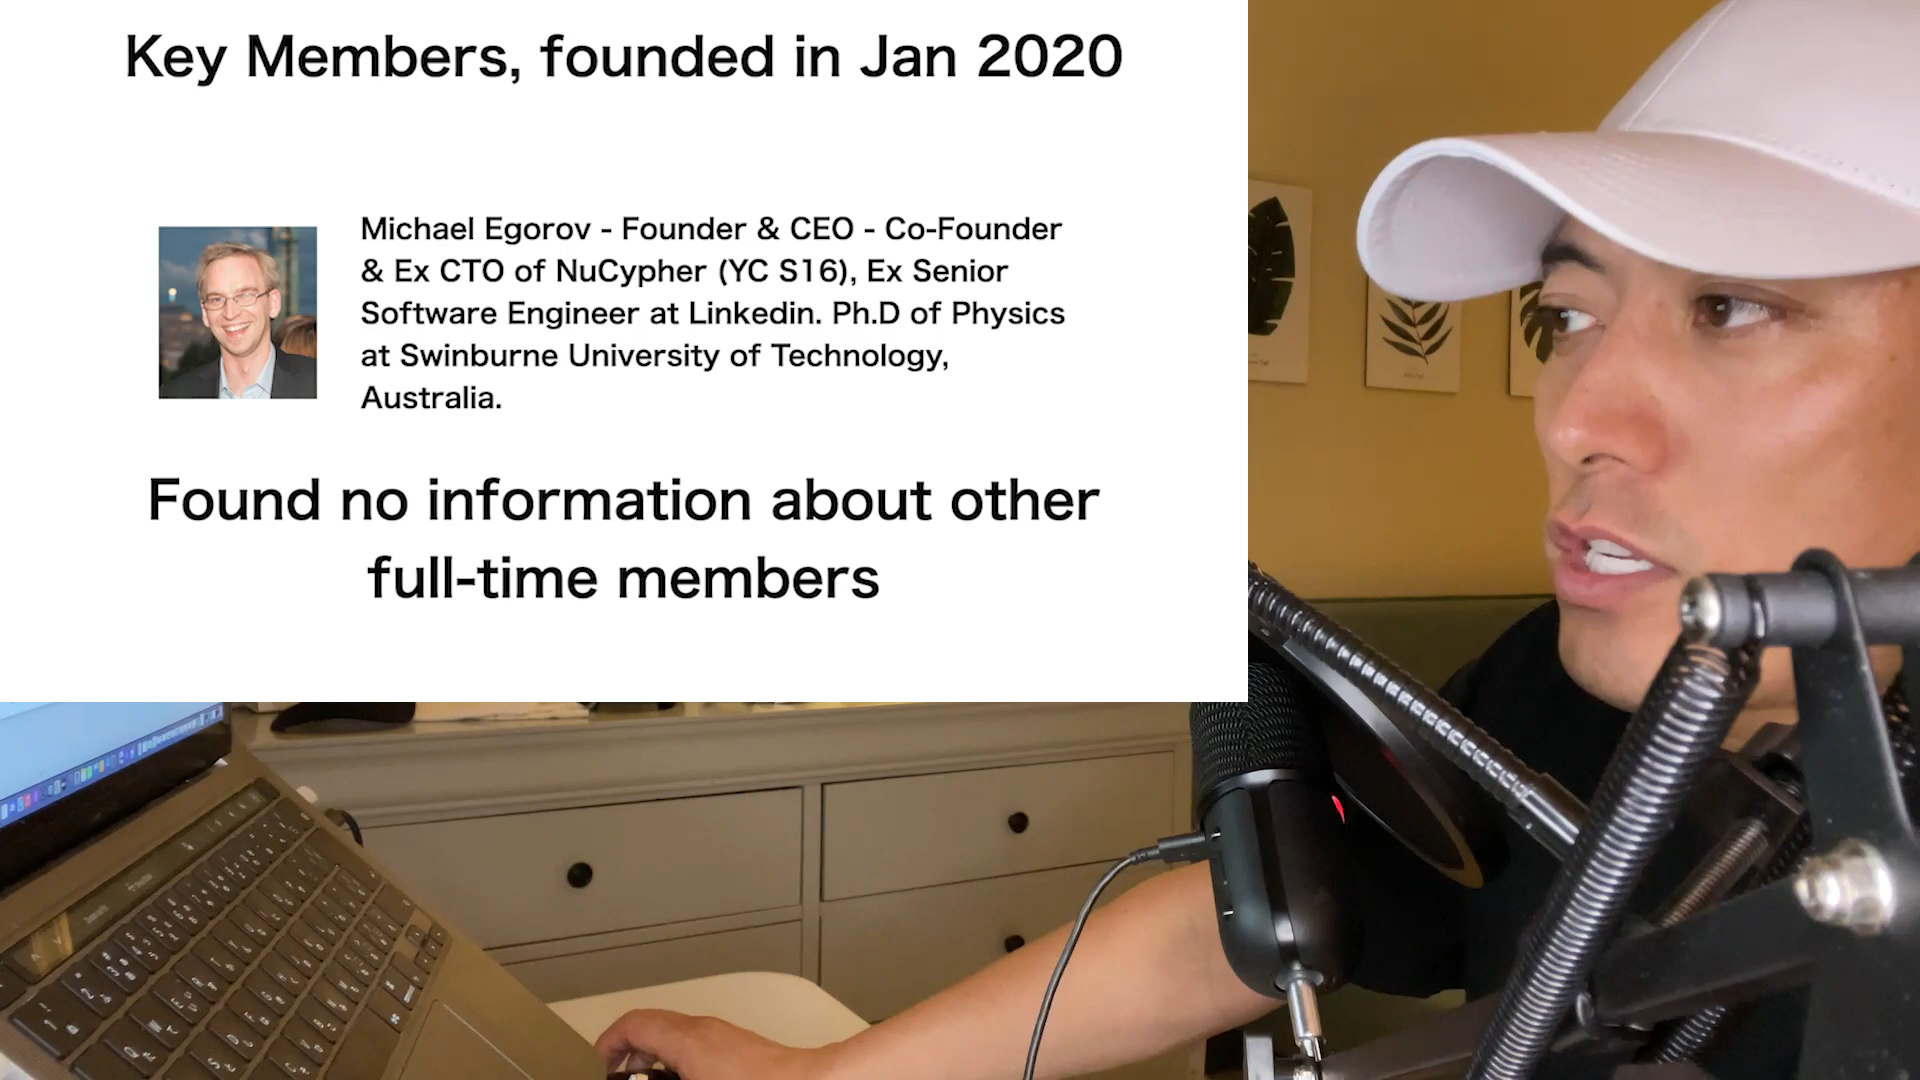 Key Members, founded in Jan 2020
Michael Egorov - Founder & CEO - Co-Founder
& Ex CTO of NuCypher (YC S16), Ex Senior
Software Engineer at Linkedin. Ph.D of Physics
at Swinburne University of Technology,
Australia.
Found no information about other
full-time members